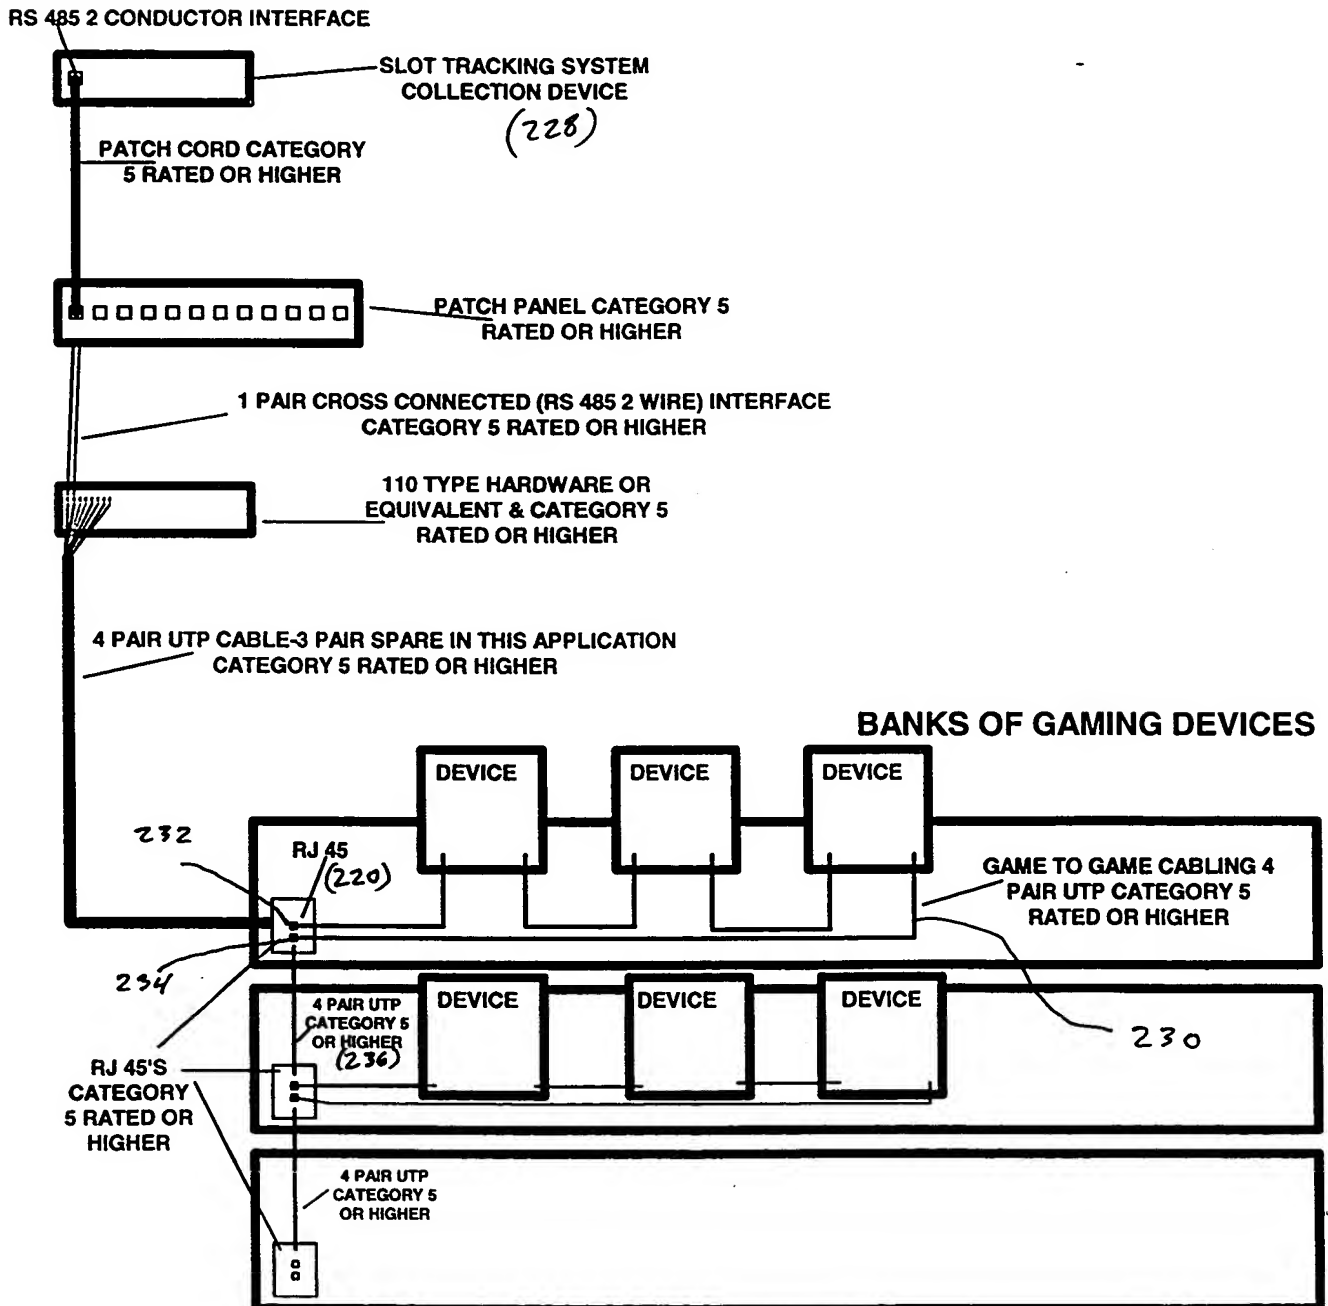 RS 485 2 CONDUCTOR INTERFACE
SLOT TRACKING SYSTEM
COLLECTION DEVICE
(228)
PATCH CORD CATEGORY
5 RATED OR HIGHER
PATCH PANEL CATEGORY 5
RATED OR HIGHER
1 PAIR CROSS CONNECTED (RS 485 2 WIRE) INTERFACE
CATEGORY 5 RATED OR HIGHER
110 TYPE HARDWARE OR
EQUIVALENT & CATEGORY 5
RATED OR HIGHER
4 PAIR UTP CABLE-3 PAIR SPARE IN THIS APPLICATION
CATEGORY 5 RATED OR HIGHER
BANKS OF GAMING DEVICES
DEVICE
DEVICE
DEVICE
232
RJ 45
(220)
GAME TO GAME CABLING 4
PAIR UTP CATEGORY 5
RATED OR HIGHER
234
4 PAIR UTP
CATEGORY 5
OR HIGHER
(236)
DEVICE
DEVICE
DEVICE
230
RJ 45'S
CATEGORY
5 RATED OR
HIGHER
4 PAIR UTP
CATEGORY 5
OR HIGHER